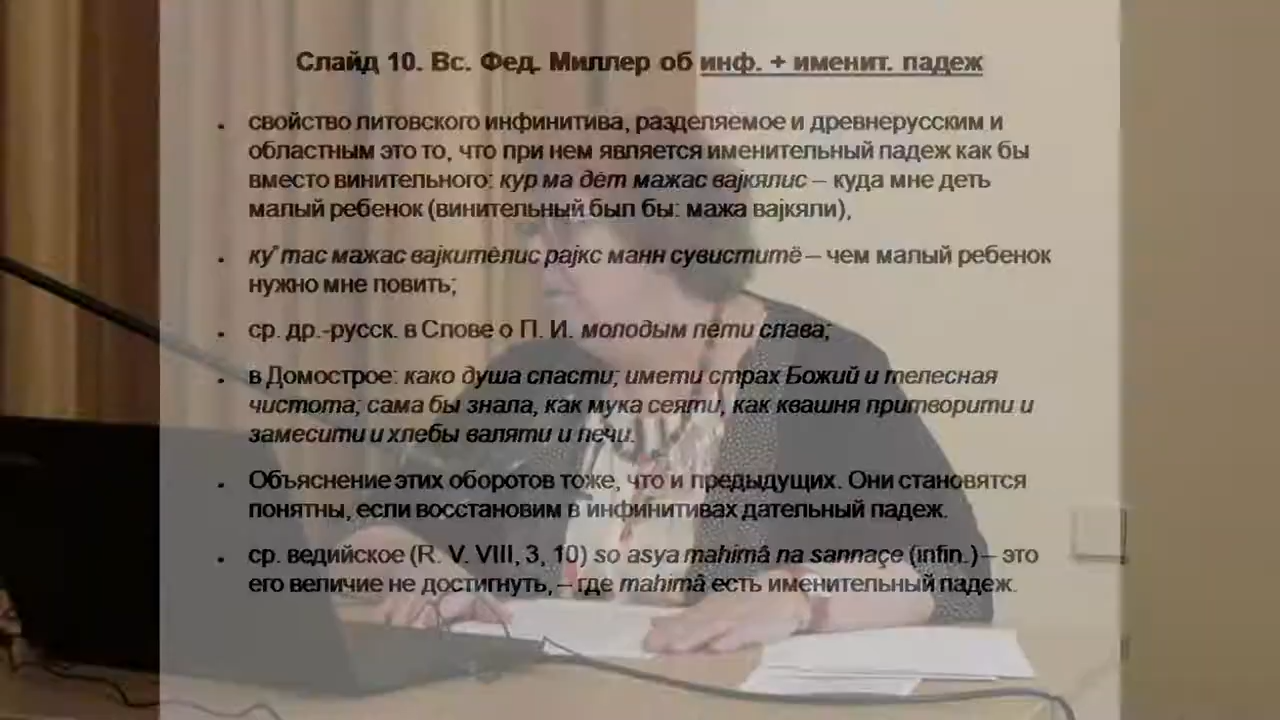 Слайд 10. Вс. Фед. Миллер об инф. + именит. падеж
• свойство литовского инфинитива, разделяемое и древнерусским и
областным это то, что при нем является именительный падеж как бы
вместо винительного: кур ма дēт мажас вајкялис – куда мне деть
малый ребенок (винительный был бы: мажа вајкяли),
• ку̃ тас мажас вајкитēлис рајкс манн сувиститē – чем малый ребенок
нужно мне повить;
• ср. др.-русск. в Слове о П. И. молодым пѐти слава;
• в Домострое: како душа спасти; имети страх Божий и телесная
чистота; сама бы знала, как мука сеяти, как квашня притворити и
замесити и хлебы валяти и печи.
• Объяснение этих оборотов тоже, что и предыдущих. Они становятся
понятны, если восстановим в инфинитивах дательный падеж.
• ср. ведийское (R. V. VIII, 3, 10) so asya mahimâ na sannaçe (infin.) – это
его величие не достигнуть, – где mahimâ есть именительный падеж.